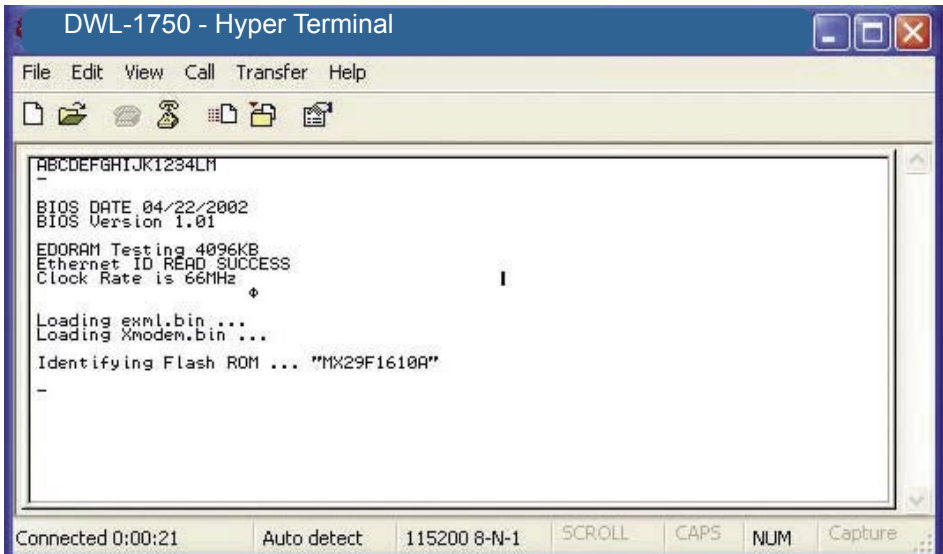 DWL-1750 - Hyper Terminal
File Edit View Call Transfer Help
ABCDEFGHIJK1234LM
BIOS DATE 04/22/2002
BIOS Version 1.01
EDORAM Testing 4096KB
Ethernet ID READ SUCCESS
Clock Rate is 66MHz
Loading exml.bin ...
Loading Xmodem.bin ...
Identifying Flash ROM ... "MX29F1610A"
Connected 0:00:21 Auto detect 115200 8-N-1 SCROLL CAPS NUM Capture